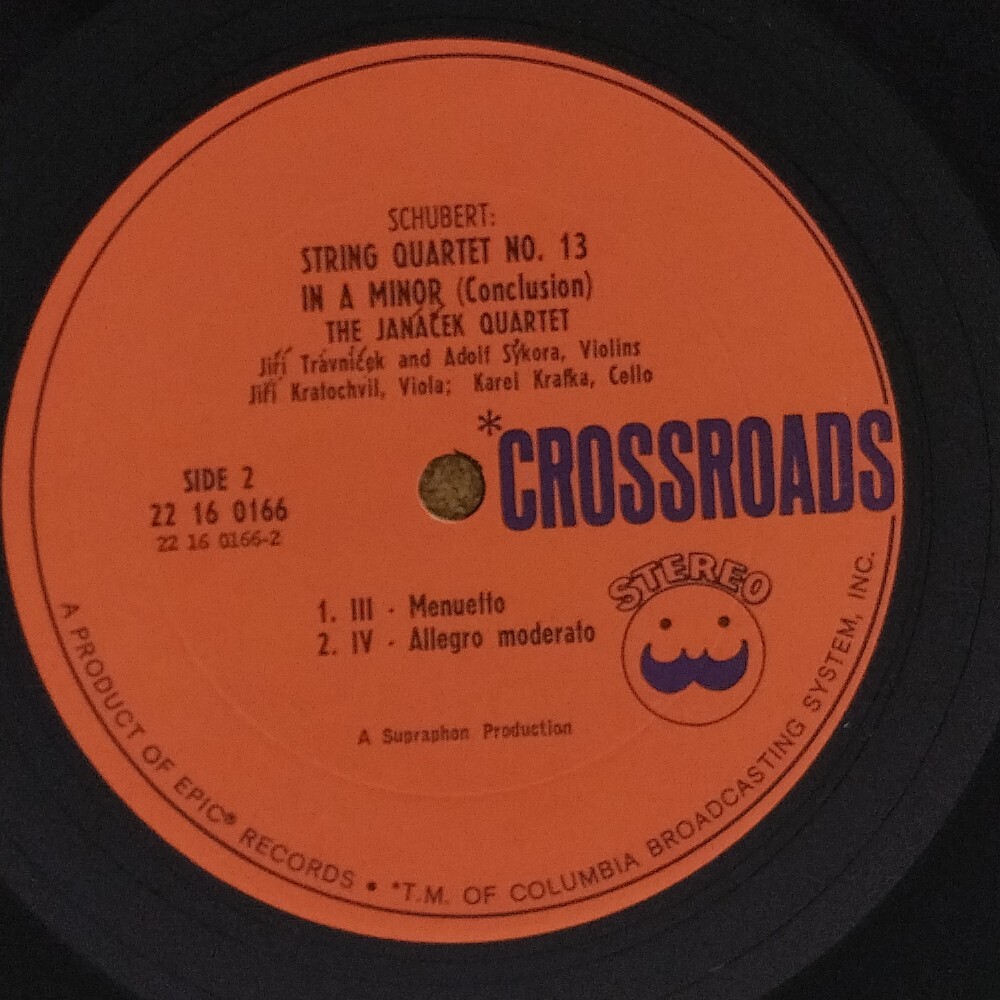 SCHUBERT:
STRING QUARTET NO. 13
IN A MINOR (Conclusion)
THE JANÁČEK QUARTET
Jiří Trávníček and Adolf Sýkora, Violins
Jiří Kratochvil, Viola; Karel Krafka, Cello
*CROSSROADS
SIDE 2
22 16 0166
22 16 0166-2
STEREO
1. III - Menuetto
2. IV - Allegro moderato
A Supraphon Production
A PRODUCT OF EPIC® RECORDS • *T.M. OF COLUMBIA BROADCASTING SYSTEM, INC.